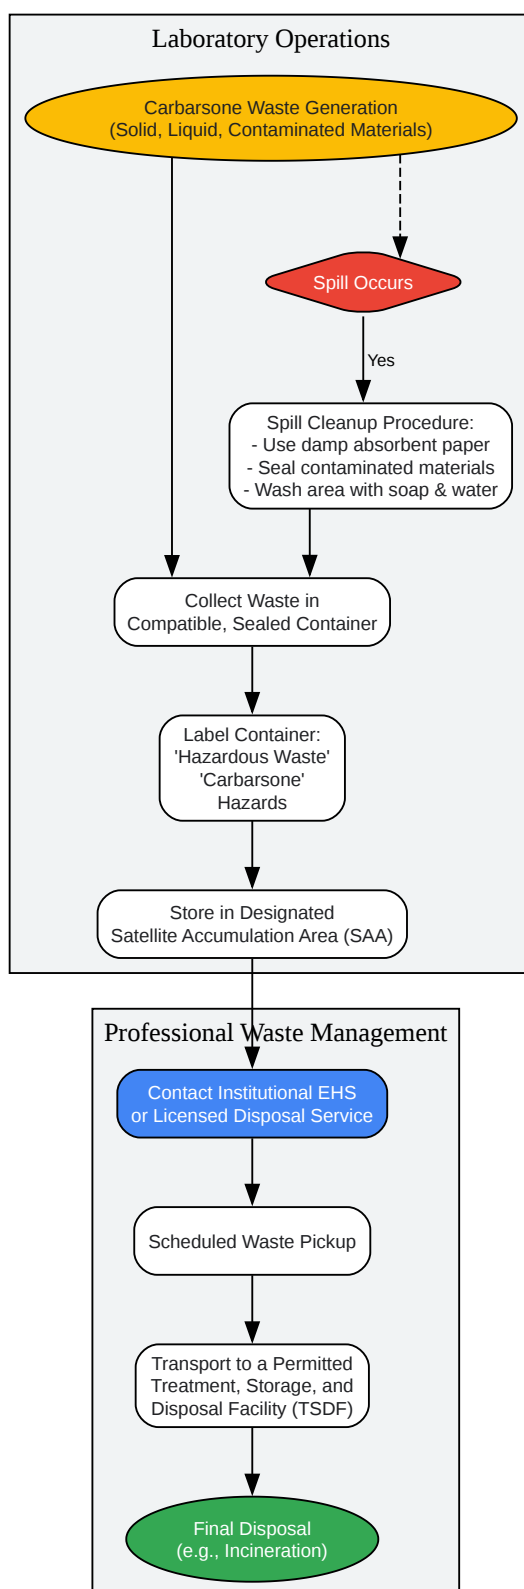 Laboratory Operations
Carbarsone Waste Generation
(Solid, Liquid, Contaminated Materials)
Spill Occurs
Yes
Spill Cleanup Procedure:
- Use damp absorbent paper
- Seal contaminated materials
- Wash area with soap & water
Collect Waste in
Compatible, Sealed Container
Label Container:
'Hazardous Waste'
'Carbarsone'
Hazards
Store in Designated
Satellite Accumulation Area (SAA)
Professional Waste Management
Contact Institutional EHS
or Licensed Disposal Service
Scheduled Waste Pickup
Transport to a Permitted
Treatment, Storage, and
Disposal Facility (TSDF)
Final Disposal
(e.g., Incineration)